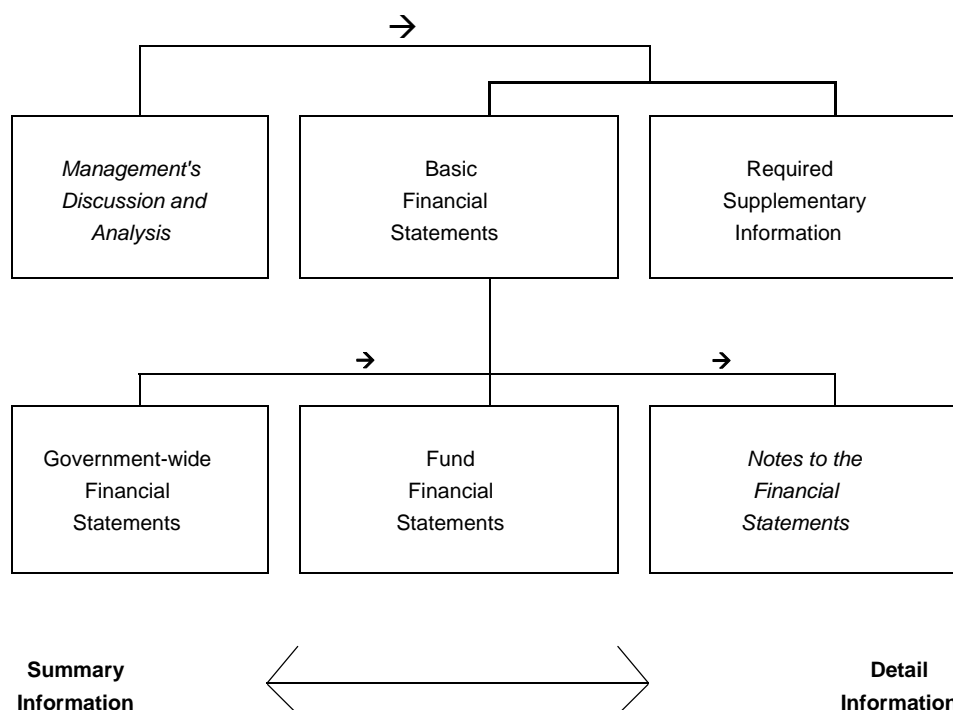 →
Management's
Discussion and
Analysis
Basic
Financial
Statements
Required
Supplementary
Information
→
→
Government-wide
Financial
Statements
Fund
Financial
Statements
Notes to the
Financial
Statements
Summary
Information
Detail
Information